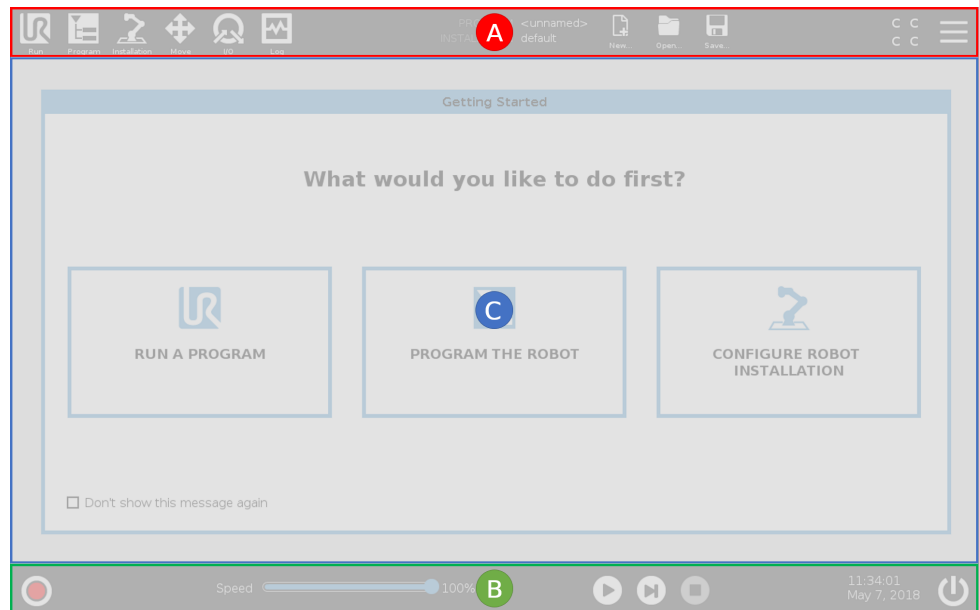 PR <unnamed>
INSTAL default
C C
C C
Run Program Installation Move I/O Log New... Open... Save...
A
Getting Started
What would you like to do first?
C
RUN A PROGRAM
PROGRAM THE ROBOT
CONFIGURE ROBOT
INSTALLATION
Don't show this message again
Speed 100%
B
11:34:01
May 7, 2018